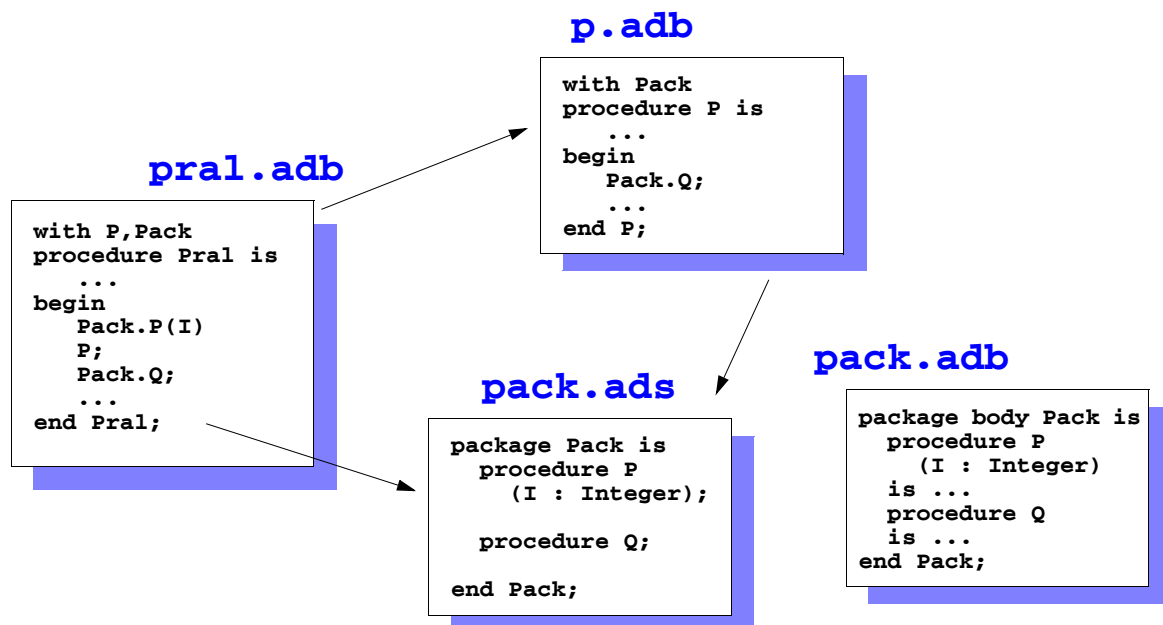 p.adb
with Pack
procedure P is
...
begin
Pack.Q;
...
end P;
pral.adb
with P,Pack
procedure Pral is
...
begin
Pack.P(I)
P;
Pack.Q;
...
end Pral;
pack.ads
package Pack is
procedure P
(I : Integer);
procedure Q;
end Pack;
pack.adb
package body Pack is
procedure P
(I : Integer)
is ...
procedure Q
is ...
end Pack;